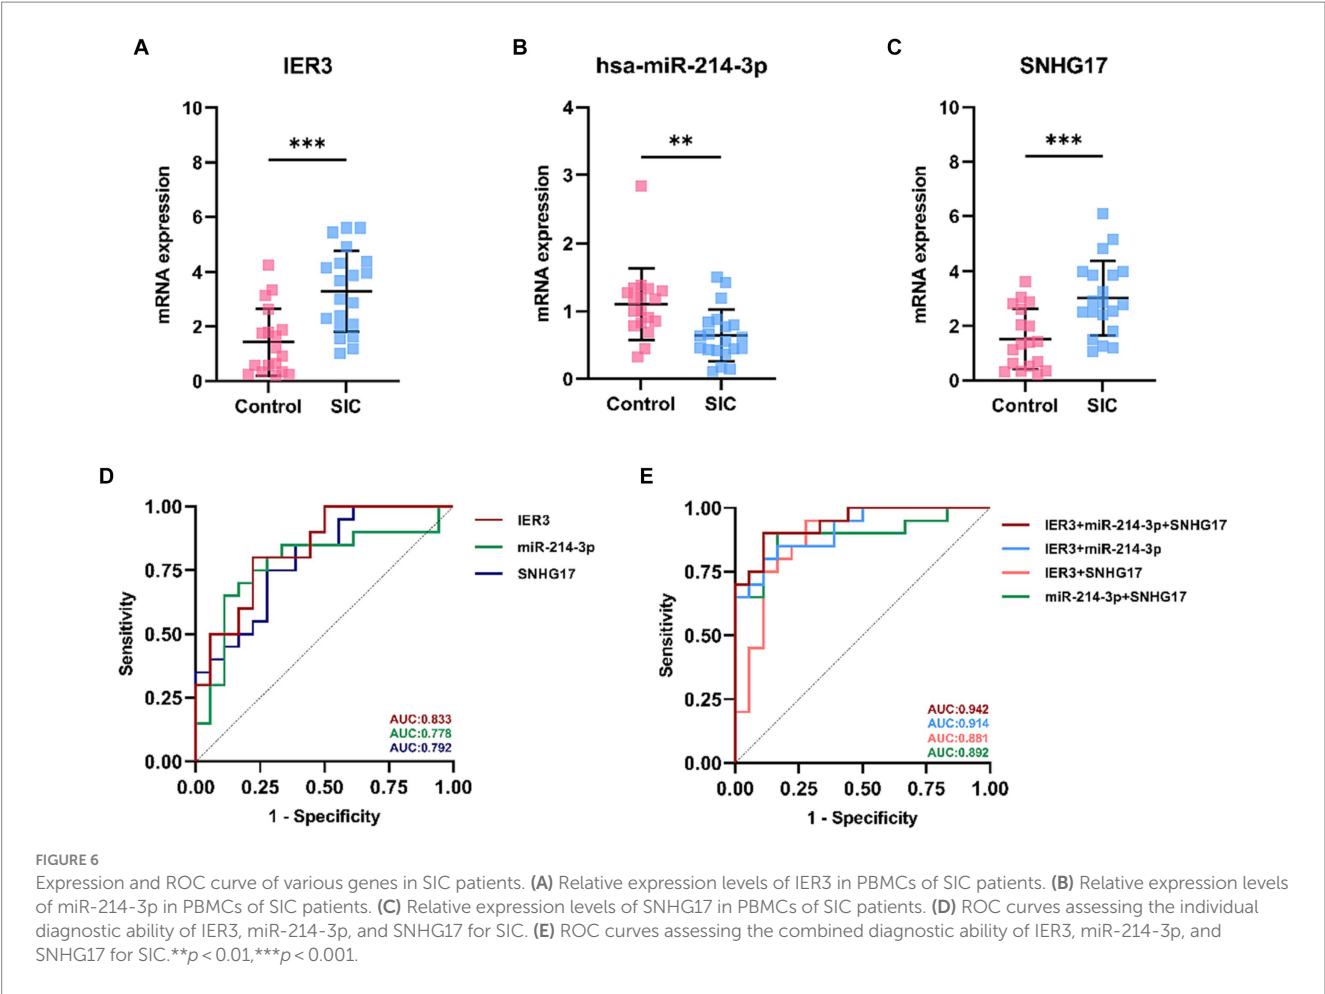 A
IER3
10
8
6
4
2
0
mRNA expression
***
Control
SIC
B
hsa-miR-214-3p
4
3
2
1
0
mRNA expression
**
Control
SIC
C
SNHG17
10
8
6
4
2
0
mRNA expression
***
Control
SIC
D
1.00
0.75
0.50
0.25
0.00
Sensitivity
0.00 0.25 0.50 0.75 1.00
1 - Specificity
IER3
miR-214-3p
SNHG17
AUC:0.833
AUC:0.778
AUC:0.792
E
1.00
0.75
0.50
0.25
0.00
Sensitivity
0.00 0.25 0.50 0.75 1.00
1 - Specificity
IER3+miR-214-3p+SNHG17
IER3+miR-214-3p
IER3+SNHG17
miR-214-3p+SNHG17
AUC:0.942
AUC:0.914
AUC:0.881
AUC:0.892
FIGURE 6
Expression and ROC curve of various genes in SIC patients. (A) Relative expression levels of IER3 in PBMCs of SIC patients. (B) Relative expression levels
of miR-214-3p in PBMCs of SIC patients. (C) Relative expression levels of SNHG17 in PBMCs of SIC patients. (D) ROC curves assessing the individual
diagnostic ability of IER3, miR-214-3p, and SNHG17 for SIC. (E) ROC curves assessing the combined diagnostic ability of IER3, miR-214-3p, and
SNHG17 for SIC.**p < 0.01,***p < 0.001.